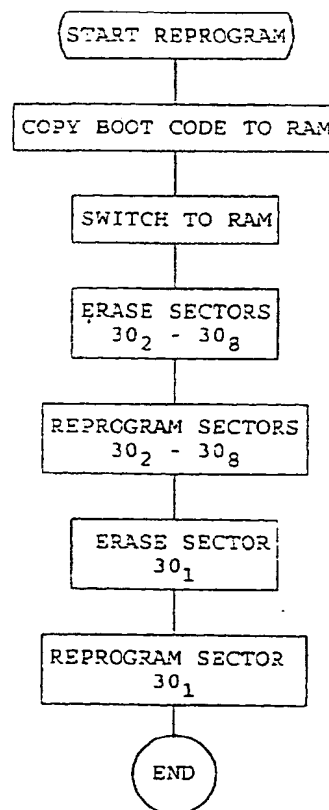 START REPROGRAM
COPY BOOT CODE TO RAM
SWITCH TO RAM
ERASE SECTORS
30₂ - 30₈
REPROGRAM SECTORS
30₂ - 30₈
ERASE SECTOR
30₁
REPROGRAM SECTOR
30₁
END